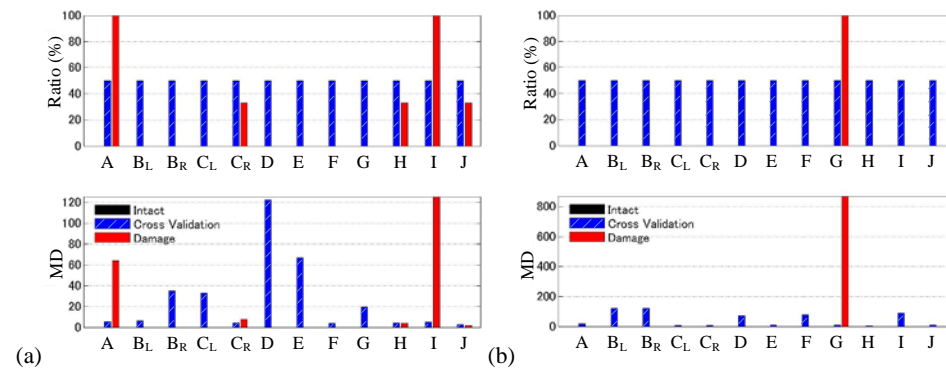 100
80
60
40
20
0
Ratio (%)
A B_L B_R C_L C_R D E F G H I J
120
100
80
60
40
20
0
MD
Intact
Cross Validation
Damage
A B_L B_R C_L C_R D E F G H I J
(a)
100
80
60
40
20
0
Ratio (%)
A B_L B_R C_L C_R D E F G H I J
800
600
400
200
0
MD
Intact
Cross Validation
Damage
A B_L B_R C_L C_R D E F G H I J
(b)